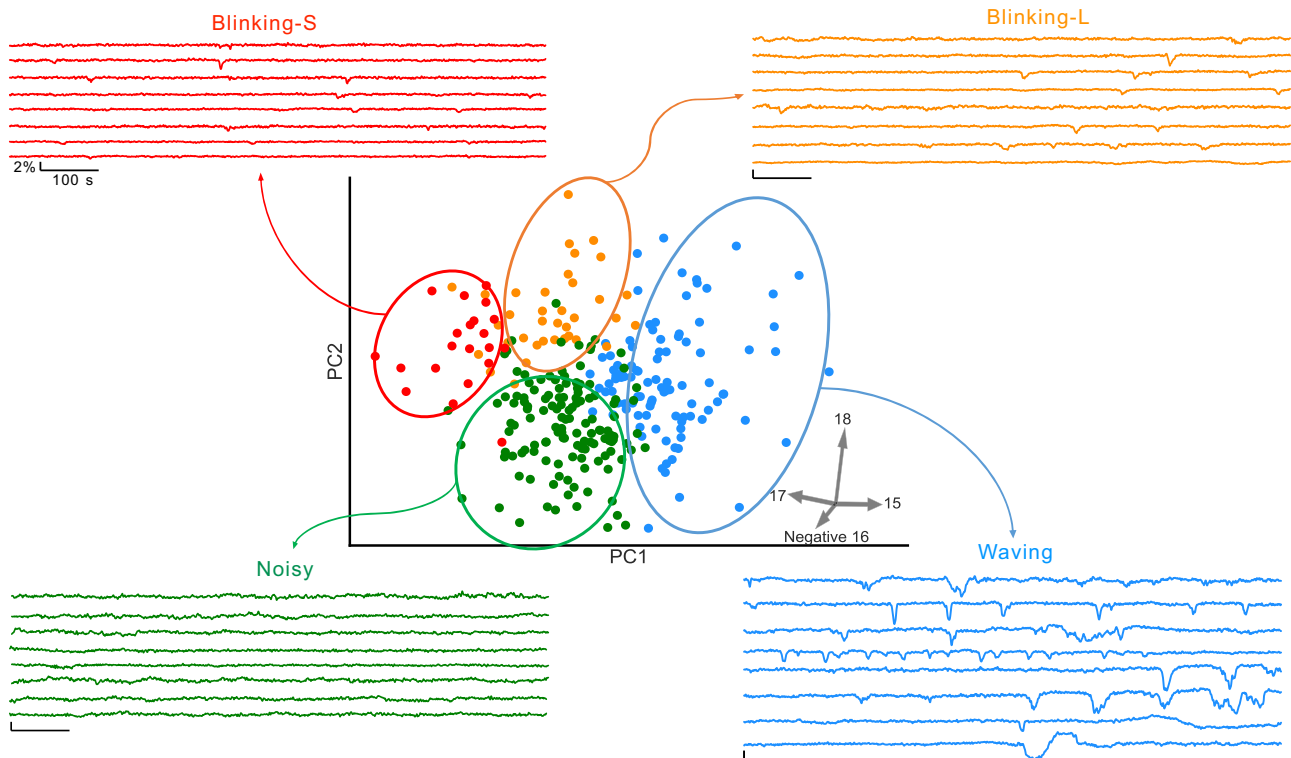 Blinking-S
Blinking-L
2%
100 s
PC2
18
17
15
Negative 16
PC1
Waving
Noisy